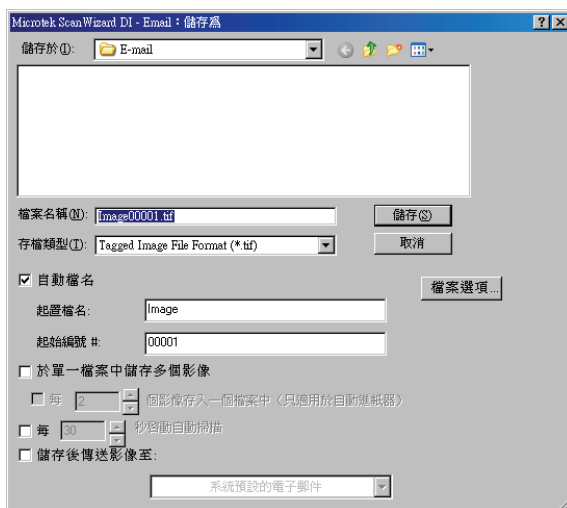 Microtek ScanWizard DI - Email：儲存為
儲存於(I): E-mail
檔案名稱(N): Image00001.tif 儲存(S)
存檔類型(T): Tagged Image File Format (*.tif) 取消
自動檔名 檔案選項...
起置檔名: Image
起始編號 #: 00001
於單一檔案中儲存多個影像
每 2 個影像存入一個檔案中（只適用於自動進紙器）
每 30 秒啓動自動掃描
儲存後傳送影像至:
系統預設的電子郵件